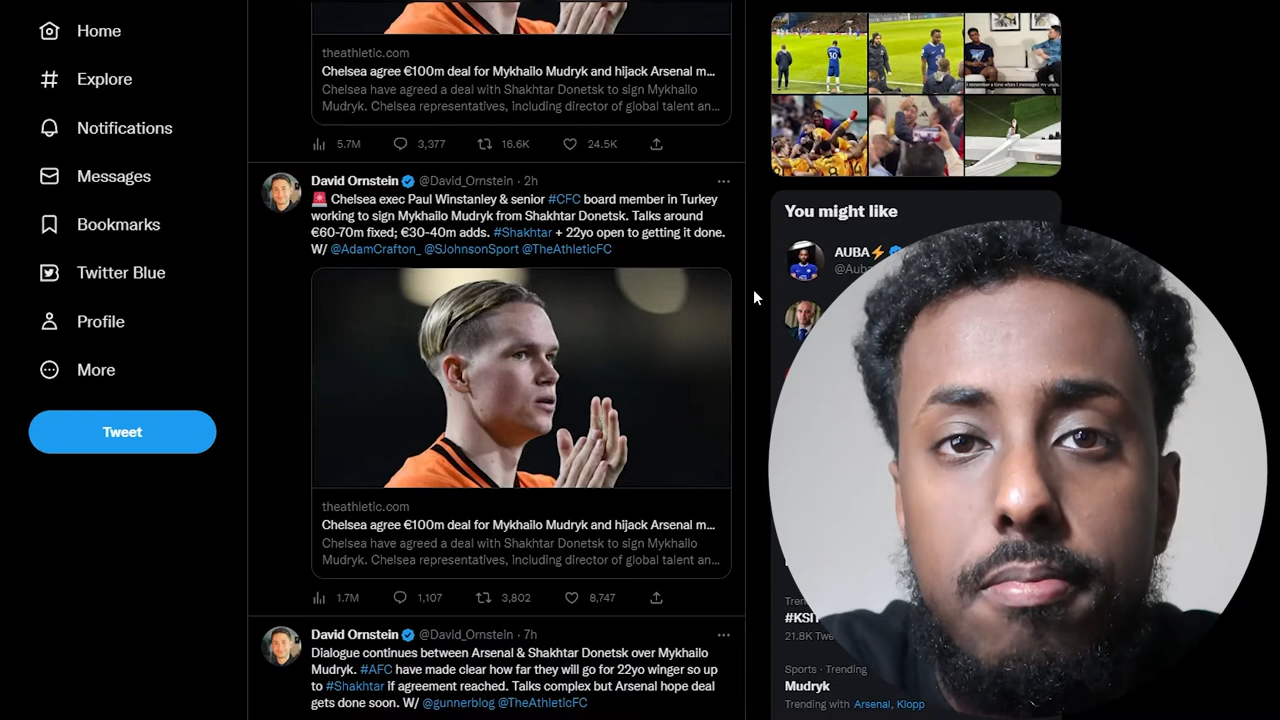 Home
Explore
Notifications
Messages
Bookmarks
Twitter Blue
Profile
More
Tweet
theathletic.com
Chelsea agree €100m deal for Mykhailo Mudryk and hijack Arsenal m...
Chelsea have agreed a deal with Shakhtar Donetsk to sign Mykhailo
Mudryk. Chelsea representatives, including director of global talent an...
5.7M 3,377 16.6K 24.5K
David Ornstein @David_Ornstein · 2h
🚨 Chelsea exec Paul Winstanley & senior #CFC board member in Turkey
working to sign Mykhailo Mudryk from Shakhtar Donetsk. Talks around
€60-70m fixed; €30-40m adds. #Shakhtar + 22yo open to getting it done.
W/ @AdamCrafton_ @SJohnsonSport @TheAthleticFC
theathletic.com
Chelsea agree €100m deal for Mykhailo Mudryk and hijack Arsenal m...
Chelsea have agreed a deal with Shakhtar Donetsk to sign Mykhailo
Mudryk. Chelsea representatives, including director of global talent an...
1.7M 1,107 3,802 8,747
David Ornstein @David_Ornstein · 7h
Dialogue continues between Arsenal & Shakhtar Donetsk over Mykhailo
Mudryk. #AFC have made clear how far they will go for 22yo winger so up
to #Shakhtar if agreement reached. Talks complex but Arsenal hope deal
gets done soon. W/ @gunnerblog @TheAthleticFC
You might like
AUBA⚡
@Auba
#KSI
21.8K Twe
Sports · Trending
Mudryk
Trending with Arsenal, Klopp